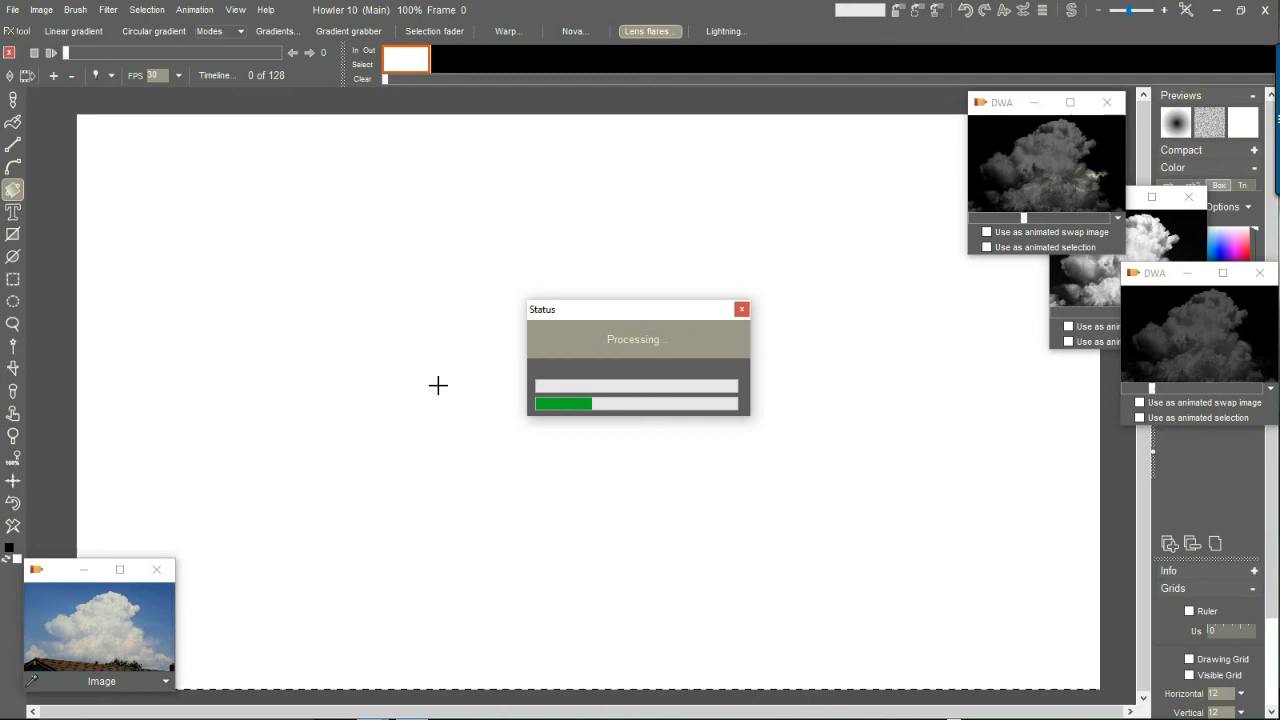 File Image Brush Filter Selection Animation View Help Howler 10 (Main) 100% Frame 0
FX tool Linear gradient Circular gradient Modes Gradients... Gradient grabber Selection fader Warp... Nova... Lens flares... Lightning...
0
In Out
Select
Clear
FPS 30 Timeline... 0 of 128
DWA
Use as animated swap image
Use as animated selection
Use as anim
Use as anim
DWA
Use as animated swap image
Use as animated selection
Previews
Compact
Color
Box Tri
Options
Status
Processing...
100%
Image
Info
Grids
Ruler
Us 0
Drawing Grid
Visible Grid
Horizontal 12
Vertical 12